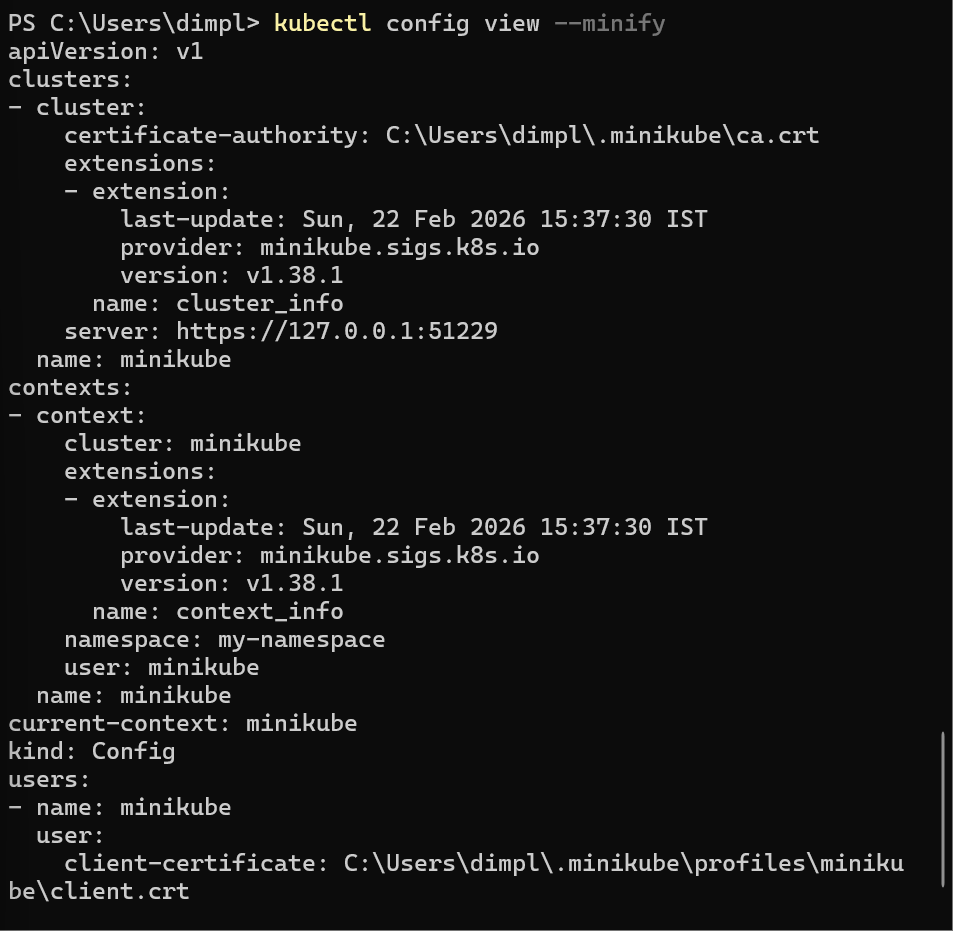 PS C:\Users\dimpl> kubectl config view --minify
apiVersion: v1
clusters:
- cluster:
    certificate-authority: C:\Users\dimpl\.minikube\ca.crt
    extensions:
    - extension:
        last-update: Sun, 22 Feb 2026 15:37:30 IST
        provider: minikube.sigs.k8s.io
        version: v1.38.1
      name: cluster_info
    server: https://127.0.0.1:51229
  name: minikube
contexts:
- context:
    cluster: minikube
    extensions:
    - extension:
        last-update: Sun, 22 Feb 2026 15:37:30 IST
        provider: minikube.sigs.k8s.io
        version: v1.38.1
      name: context_info
    namespace: my-namespace
    user: minikube
  name: minikube
current-context: minikube
kind: Config
users:
- name: minikube
  user:
    client-certificate: C:\Users\dimpl\.minikube\profiles\miniku
be\client.crt